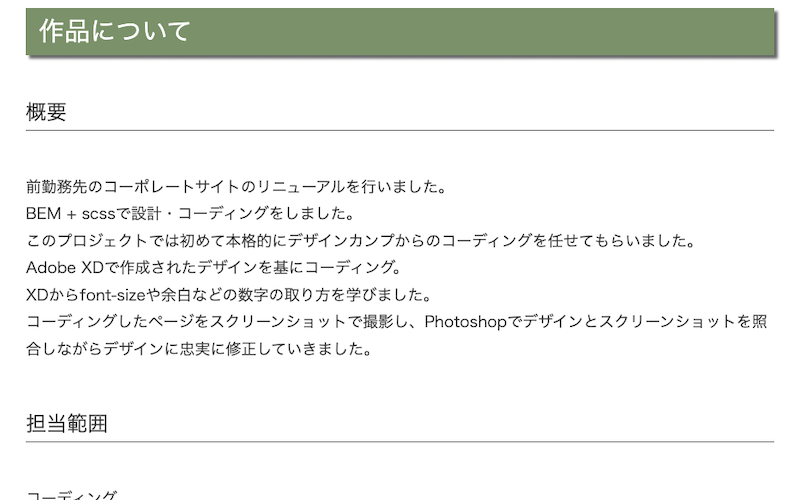 作品について
概要
前勤務先のコーポレートサイトのリニューアルを行いました。
BEM + scssで設計・コーディングをしました。
このプロジェクトでは初めて本格的にデザインカンプからのコーディングを任せてもらいました。
Adobe XDで作成されたデザインを基にコーディング。
XDからfont-sizeや余白などの数字の取り方を学びました。
コーディングしたページをスクリーンショットで撮影し、Photoshopでデザインとスクリーンショットを照
合しながらデザインに忠実に修正していきました。
担当範囲
コーディング